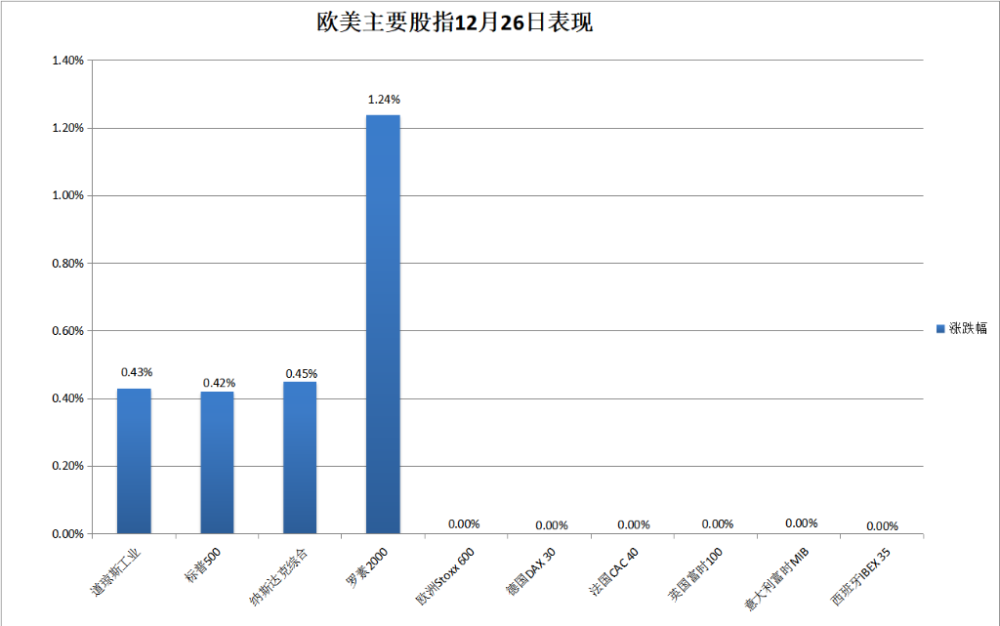 欧美主要股指12月26日表现
1.40%
1.20%
1.00%
0.80%
0.60%
0.40%
0.20%
0.00%
0.43%
0.42%
0.45%
1.24%
0.00%
0.00%
0.00%
0.00%
0.00%
0.00%
道琼斯工业
标普500
纳斯达克综合
罗素2000
欧洲Stoxx 600
德国DAX 30
法国CAC 40
英国富时100
意大利富时MIB
西班牙IBEX 35
涨跌幅